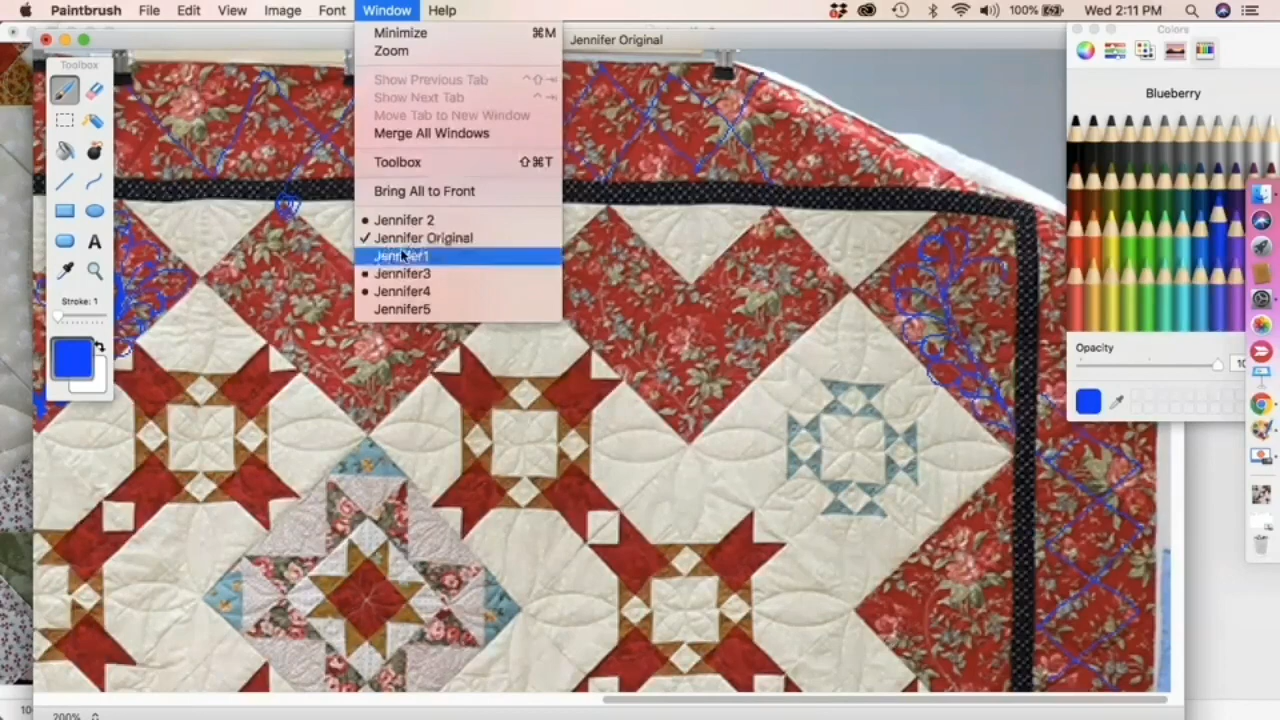 Paintbrush File Edit View Image Font Window Help 100% Wed 2:11 PM
Jennifer Original
Colors
Toolbox
Minimize ⌘M
Zoom
Show Previous Tab
Show Next Tab
Move Tab to New Window
Merge All Windows
Toolbox ⇧⌘T
Bring All to Front
Jennifer 2
✓ Jennifer Original
Jennifer1
Jennifer3
Jennifer4
Jennifer5
A
Stroke: 1
Blueberry
Opacity
10
10
200%